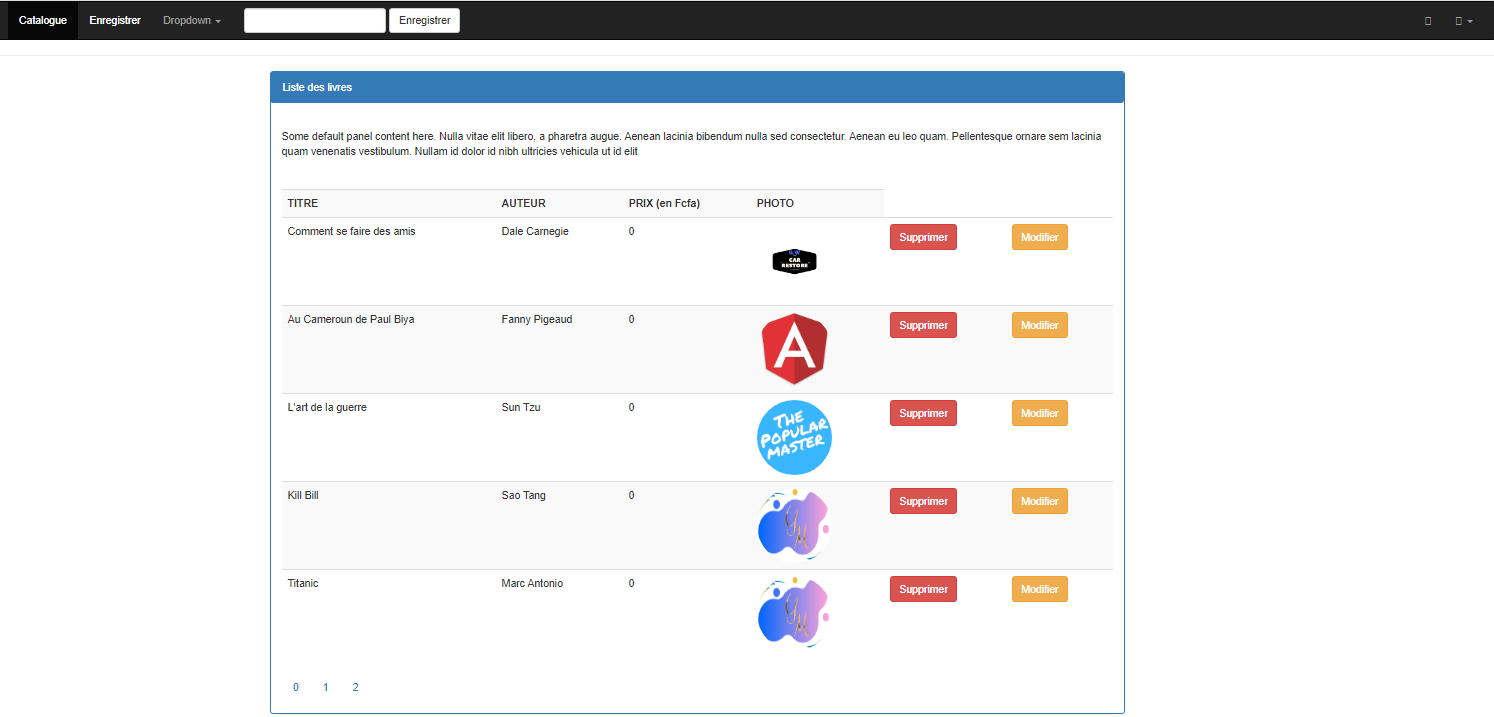 Catalogue Enregistrer Dropdown Enregistrer
Liste des livres
Some default panel content here. Nulla vitae elit libero, a pharetra augue. Aenean lacinia bibendum nulla sed consectetur. Aenean eu leo quam. Pellentesque ornare sem lacinia
quam venenatis vestibulum. Nullam id dolor id nibh ultricies vehicula ut id elit
TITRE AUTEUR PRIX (en Fcfa) PHOTO
Comment se faire des amis Dale Carnegie 0 Supprimer Modifier
CAR
RESTORE
Au Cameroun de Paul Biya Fanny Pigeaud 0 Supprimer Modifier
A
L'art de la guerre Sun Tzu 0 Supprimer Modifier
THE
POPULAR
MASTER
Kill Bill Sao Tang 0 Supprimer Modifier
Titanic Marc Antonio 0 Supprimer Modifier
0 1 2